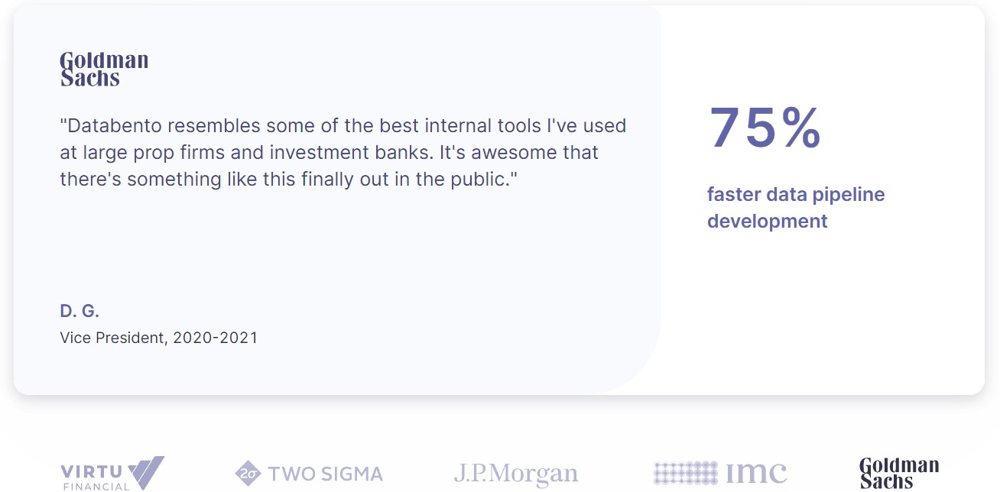 Goldman
Sachs
"Databento resembles some of the best internal tools I've used
at large prop firms and investment banks. It's awesome that
there's something like this finally out in the public."
D. G.
Vice President, 2020-2021
75%
faster data pipeline
development
VIRTU
FINANCIAL
2σ TWO SIGMA
J.P.Morgan
imc
Goldman
Sachs